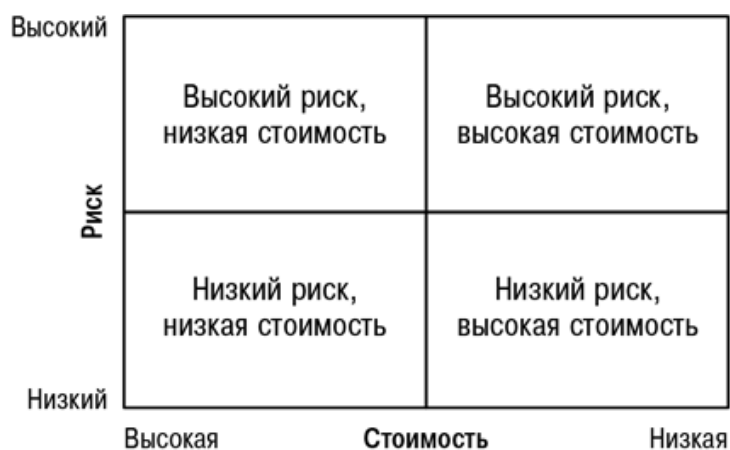 Высокий
Высокий риск,
низкая стоимость
Высокий риск,
высокая стоимость
Риск
Низкий риск,
низкая стоимость
Низкий риск,
высокая стоимость
Низкий
Высокая
Стоимость
Низкая